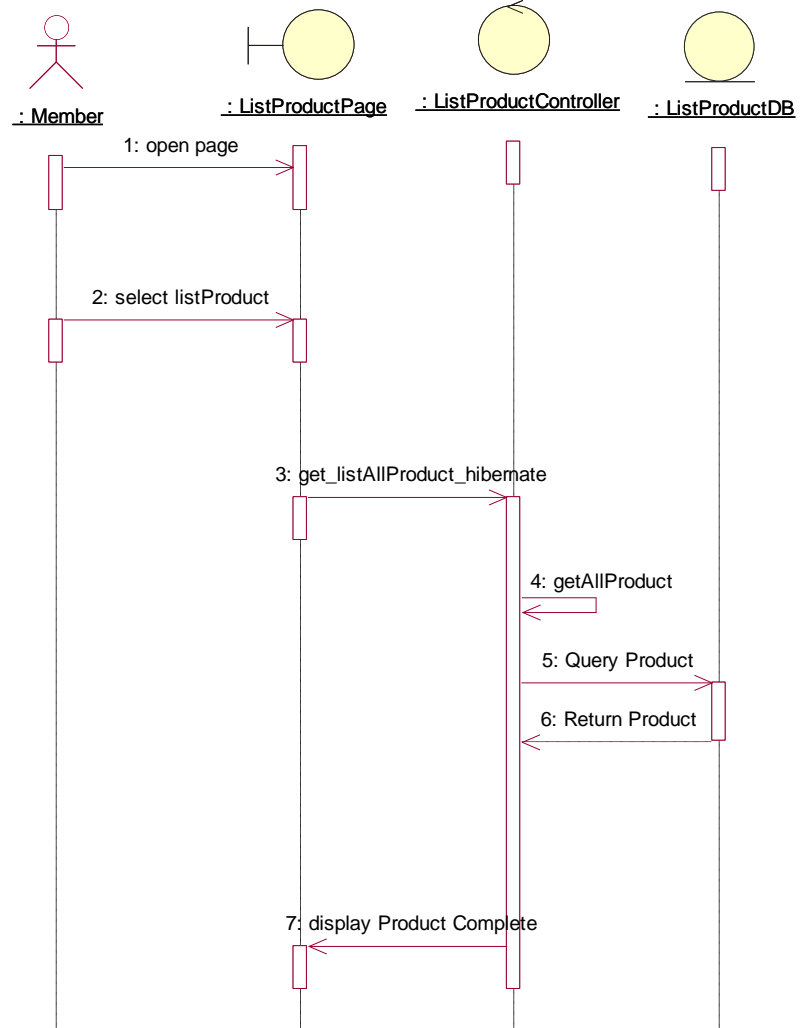 : Member
: ListProductPage
: ListProductController
: ListProductDB
1: open page
2: select listProduct
3: get_listAllProduct_hibernate
4: getAllProduct
5: Query Product
6: Return Product
7: display Product Complete